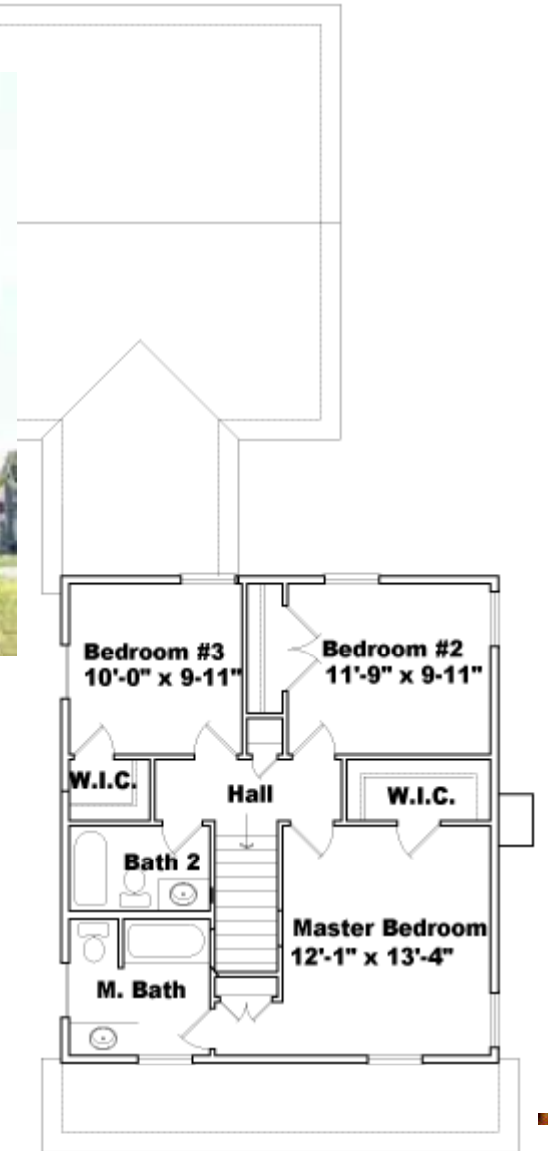 Bedroom #3
10'-0" x 9-11"
Bedroom #2
11'-9" x 9-11"
W.I.C.
Hall
W.I.C.
Bath 2
Master Bedroom
12'-1" x 13'-4"
M. Bath